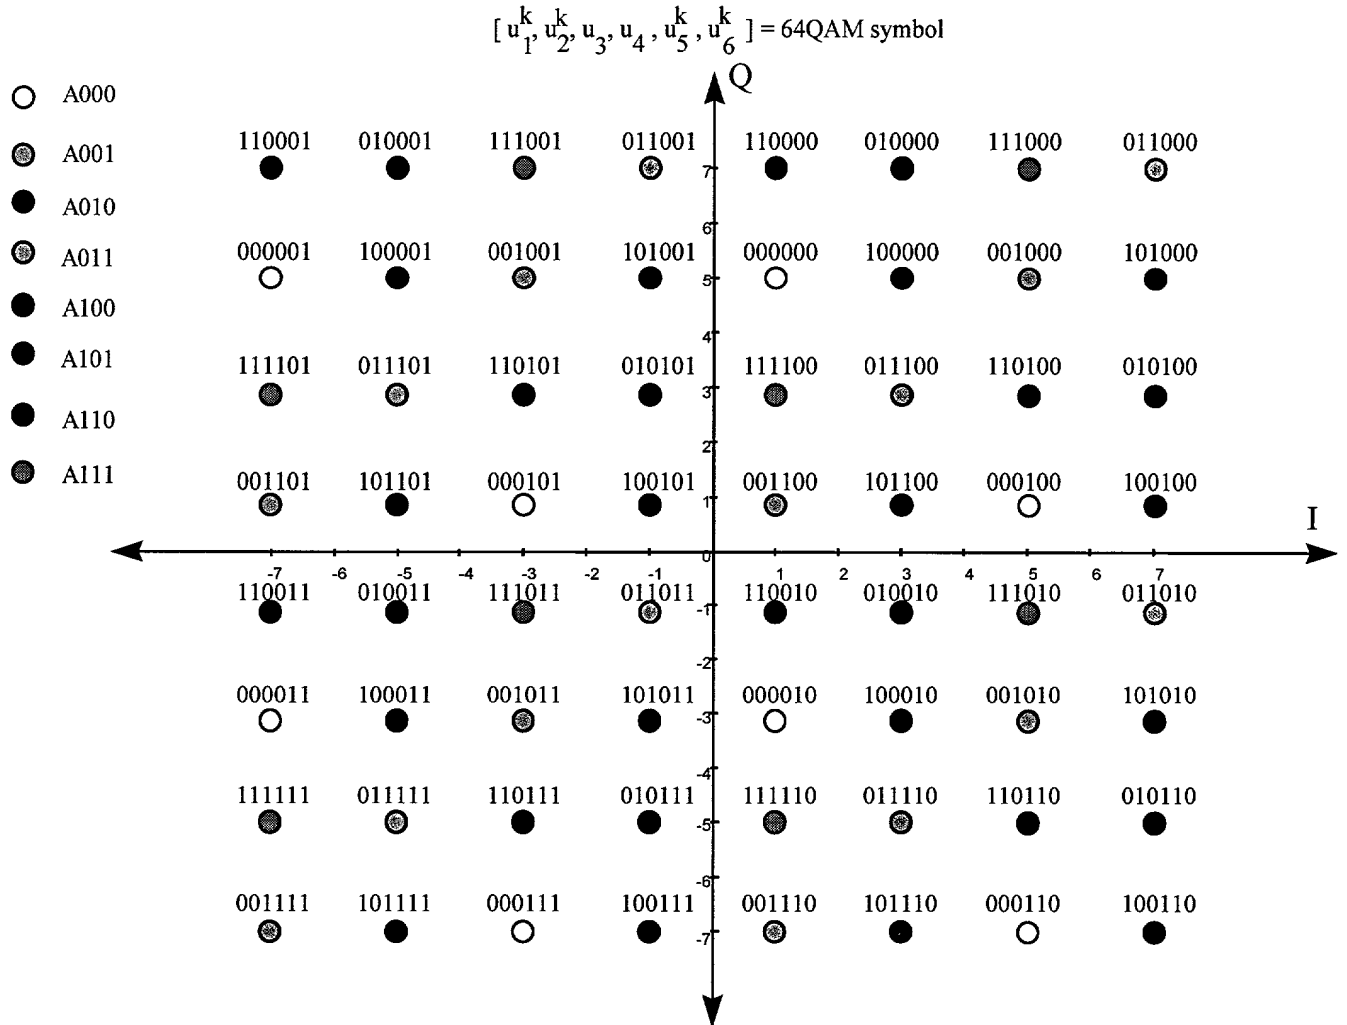 [ u₁ᵏ, u₂ᵏ, u₃, u₄ , u₅ᵏ , u₆ᵏ ] = 64QAM symbol
Q
A000
A001
A010
A011
A100
A101
A110
A111
110001 010001 111001 011001 110000 010000 111000 011000
7
6
000001 100001 001001 101001 000000 100000 001000 101000
5
4
111101 011101 110101 010101 111100 011100 110100 010100
3
2
001101 101101 000101 100101 001100 101100 000100 100100
1
I
0
-7 -6 -5 -4 -3 -2 -1 1 2 3 4 5 6 7
110011 010011 111011 011011 110010 010010 111010 011010
-1
-2
000011 100011 001011 101011 000010 100010 001010 101010
-3
-4
111111 011111 110111 010111 111110 011110 110110 010110
-5
-6
001111 101111 000111 100111 001110 101110 000110 100110
-7